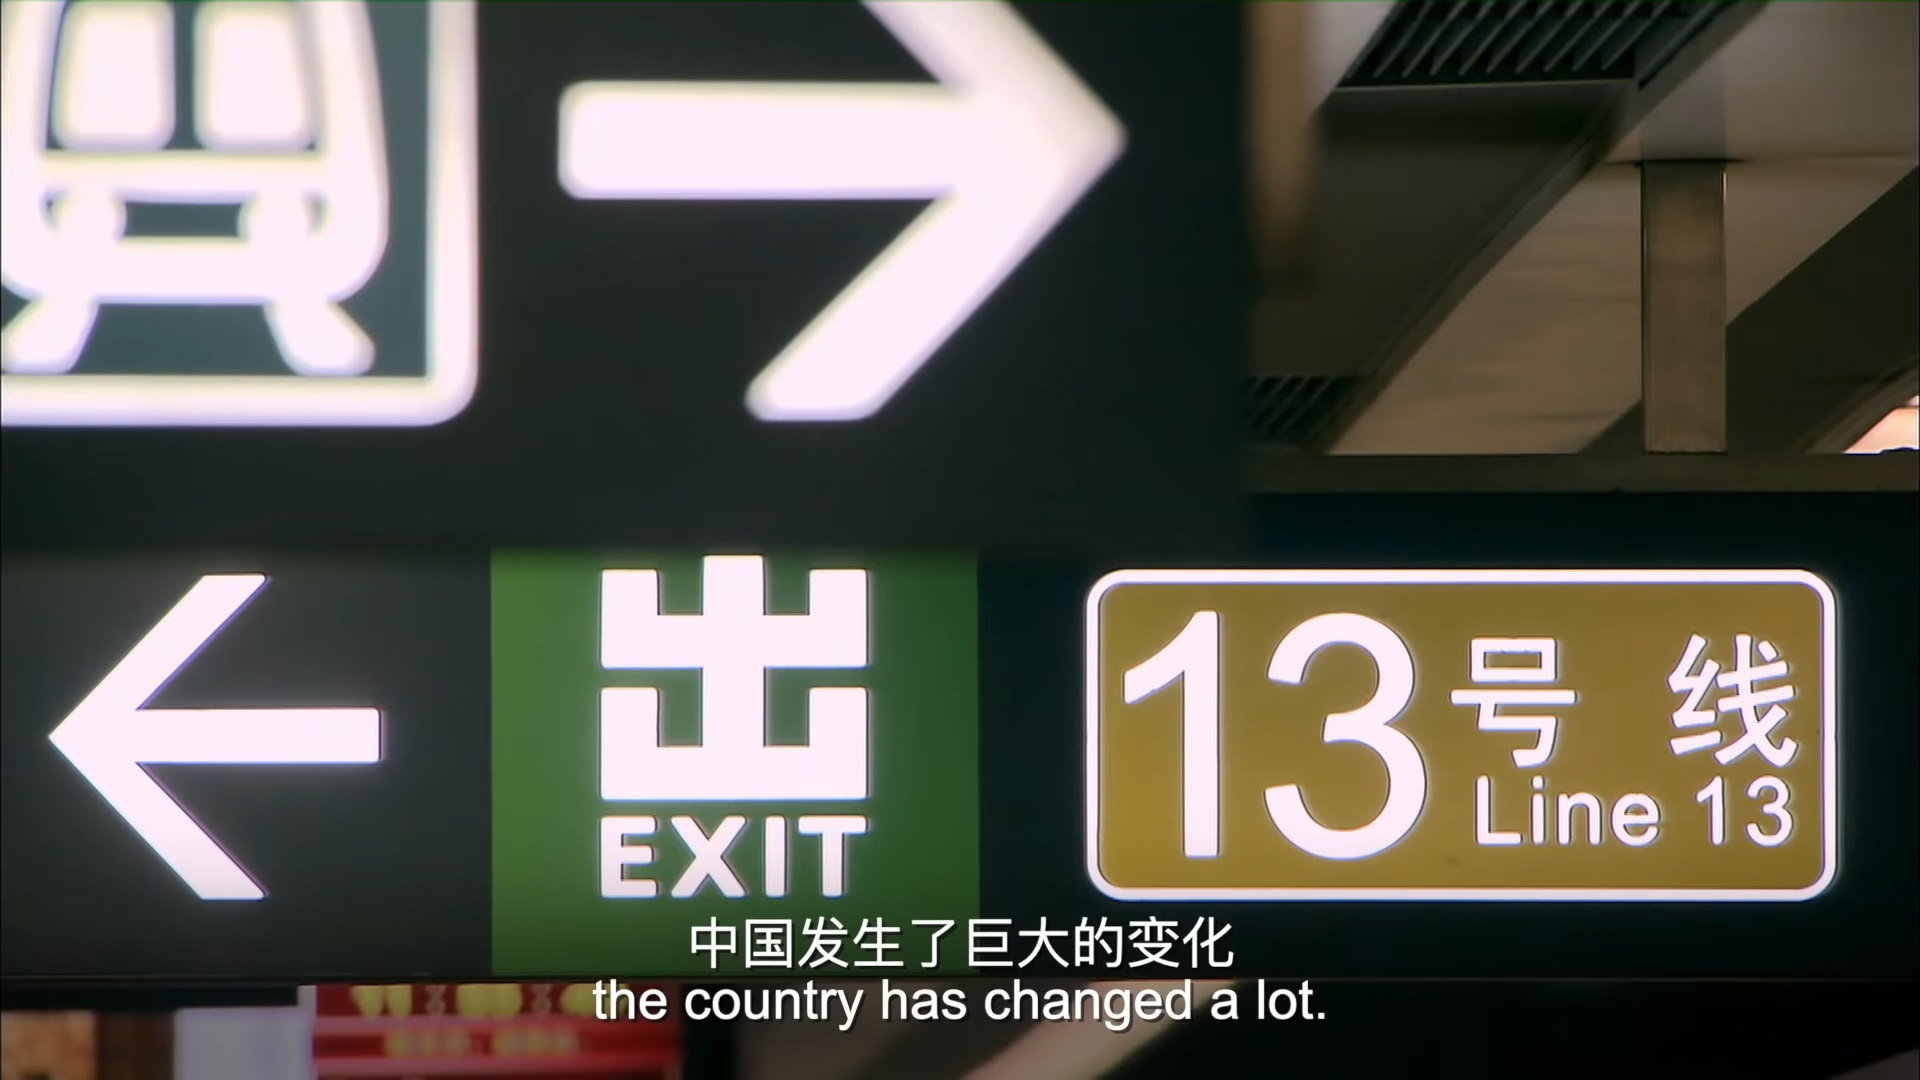 出
EXIT
13号线
Line 13
中国发生了巨大的变化
the country has changed a lot.